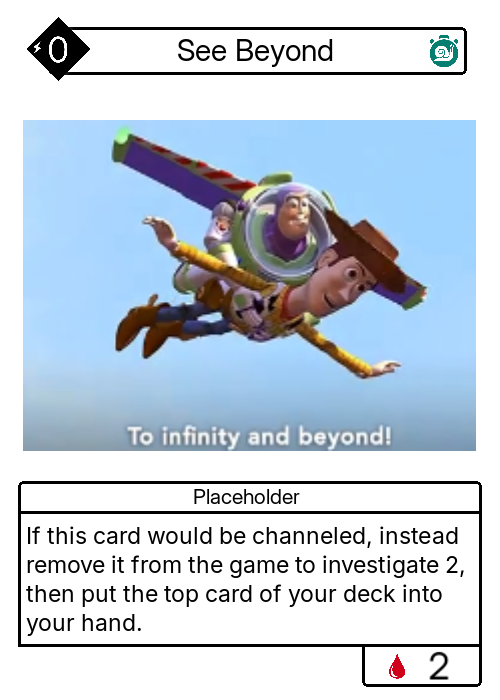 0
See Beyond
To infinity and beyond!
Placeholder
If this card would be channeled, instead
remove it from the game to investigate 2,
then put the top card of your deck into
your hand.
2